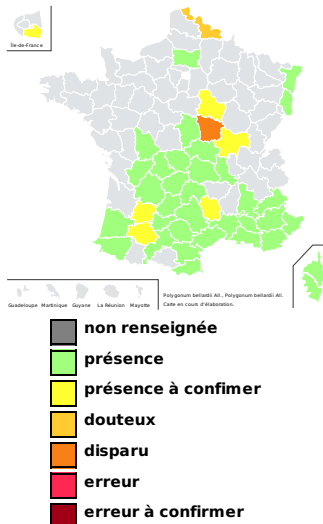 Île-de-France
Polygonum bellardii All., Polygonum bellardii All.
Carte en cours d'élaboration.
Guadeloupe Martinique Guyane La Réunion Mayotte
non renseignée
présence
présence à confimer
douteux
disparu
erreur
erreur à confirmer